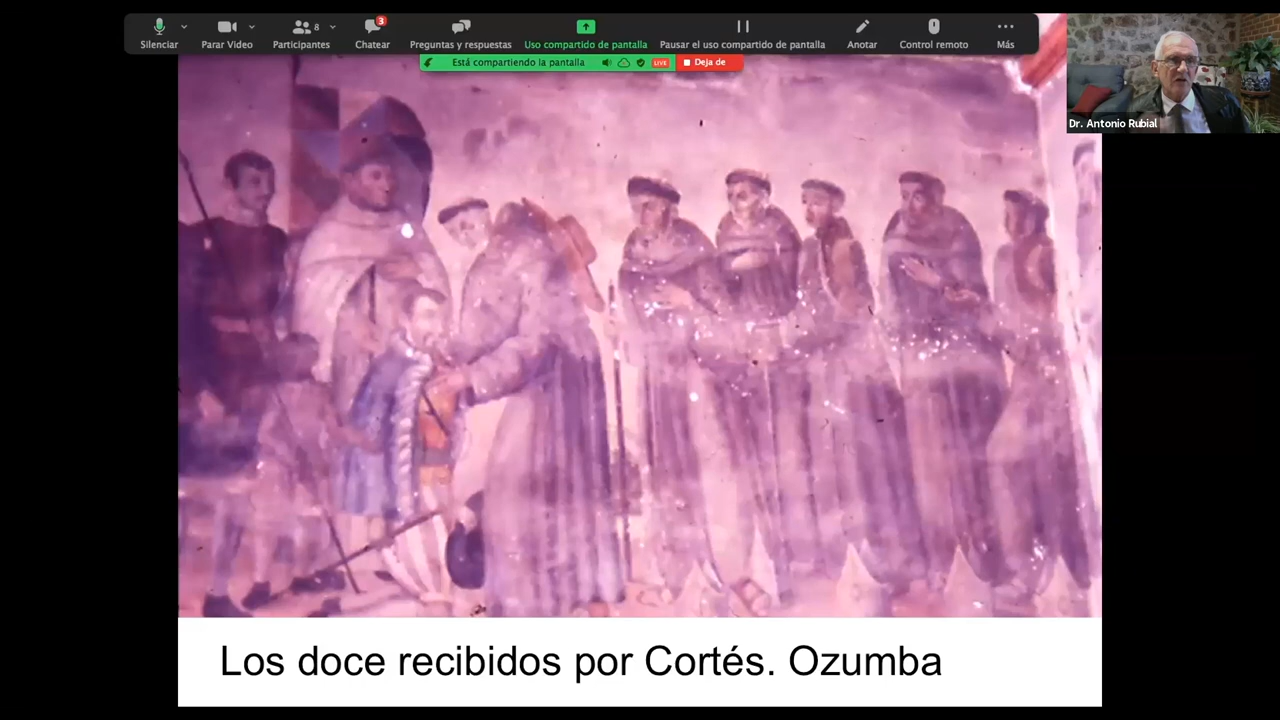 Silenciar
Parar Video
8
Participantes
3
Chatear
Preguntas y respuestas
Uso compartido de pantalla
Pausar el uso compartido de pantalla
Anotar
Control remoto
Más
Está compartiendo la pantalla
LIVE
Deja de
Dr. Antonio Rubial
Los doce recibidos por Cortés. Ozumba